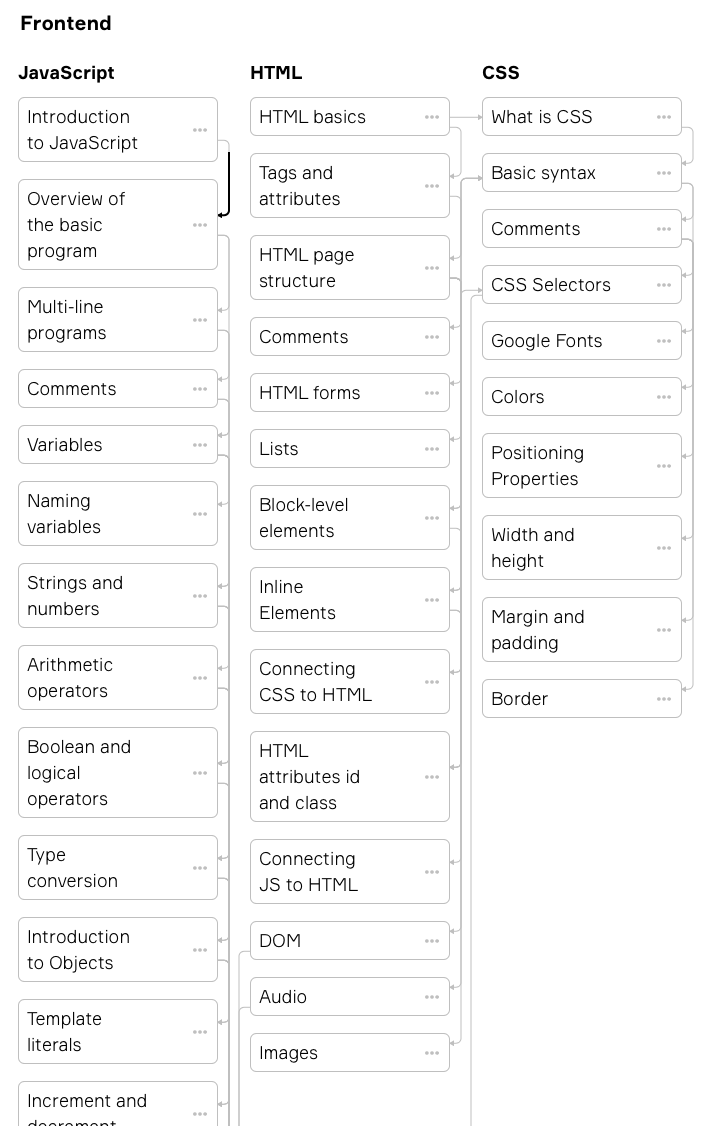 Frontend
JavaScript
Introduction
to JavaScript
Overview of
the basic
program
Multi-line
programs
Comments
Variables
Naming
variables
Strings and
numbers
Arithmetic
operators
Boolean and
logical
operators
Type
conversion
Introduction
to Objects
Template
literals
Increment and
decrement
HTML
HTML basics
Tags and
attributes
HTML page
structure
Comments
HTML forms
Lists
Block-level
elements
Inline
Elements
Connecting
CSS to HTML
HTML
attributes id
and class
Connecting
JS to HTML
DOM
Audio
Images
CSS
What is CSS
Basic syntax
Comments
CSS Selectors
Google Fonts
Colors
Positioning
Properties
Width and
height
Margin and
padding
Border